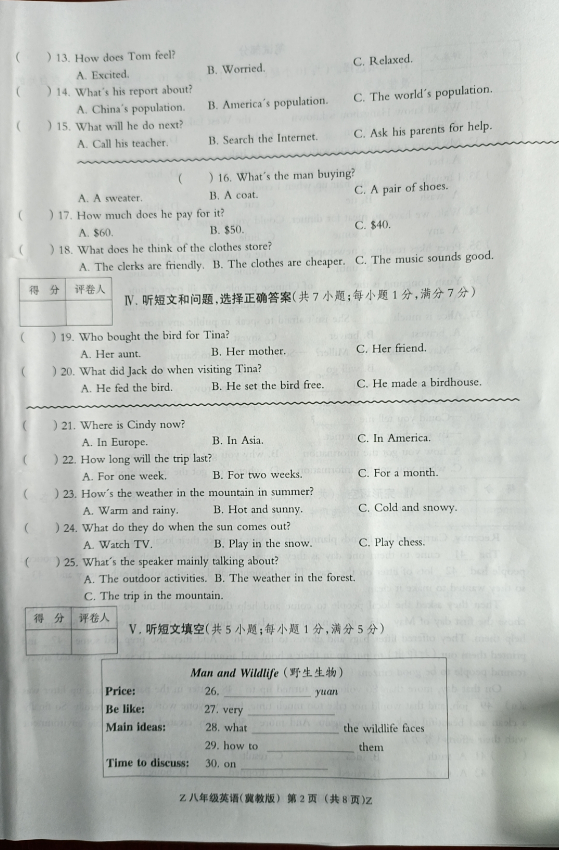 ( ) 13. How does Tom feel?
A. Excited. B. Worried. C. Relaxed.
( ) 14. What's his report about?
A. China's population. B. America's population. C. The world's population.
( ) 15. What will he do next?
A. Call his teacher. B. Search the Internet. C. Ask his parents for help.
( ) 16. What's the man buying?
A. A sweater. B. A coat. C. A pair of shoes.
( ) 17. How much does he pay for it?
A. $60. B. $50. C. $40.
( ) 18. What does he think of the clothes store?
A. The clerks are friendly. B. The clothes are cheaper. C. The music sounds good.
得 分 评卷人
Ⅳ. 听短文和问题,选择正确答案(共7小题;每小题1分,满分7分)
( ) 19. Who bought the bird for Tina?
A. Her aunt. B. Her mother. C. Her friend.
( ) 20. What did Jack do when visiting Tina?
A. He fed the bird. B. He set the bird free. C. He made a birdhouse.
( ) 21. Where is Cindy now?
A. In Europe. B. In Asia. C. In America.
( ) 22. How long will the trip last?
A. For one week. B. For two weeks. C. For a month.
( ) 23. How's the weather in the mountain in summer?
A. Warm and rainy. B. Hot and sunny. C. Cold and snowy.
( ) 24. What do they do when the sun comes out?
A. Watch TV. B. Play in the snow. C. Play chess.
( ) 25. What's the speaker mainly talking about?
A. The outdoor activities. B. The weather in the forest.
C. The trip in the mountain.
得 分 评卷人
Ⅴ. 听短文填空(共5小题;每小题1分,满分5分)
Man and Wildlife (野生生物)
Price: 26. ____________ yuan
Be like: 27. very ____________
Main ideas: 28. what ____________ the wildlife faces
29. how to ____________ them
Time to discuss: 30. on ____________
Z 八年级英语(冀教版) 第2页 (共8页)Z